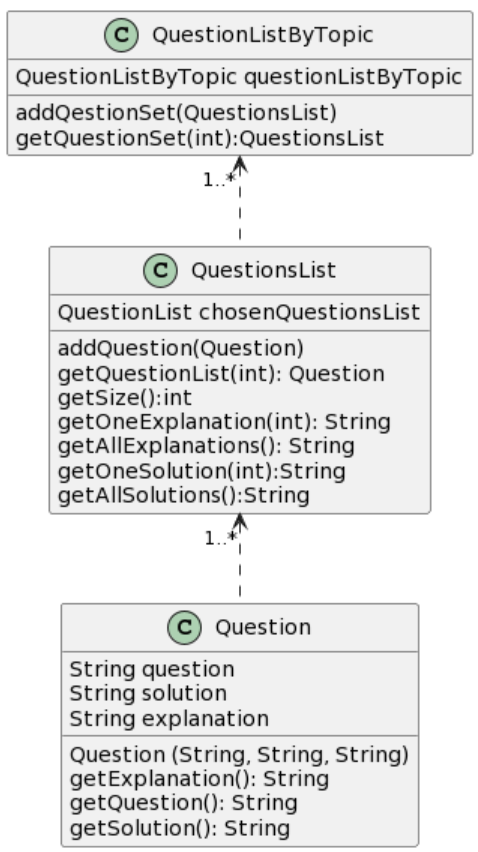 C QuestionListByTopic
QuestionListByTopic questionListByTopic
addQestionSet(QuestionsList)
getQuestionSet(int):QuestionsList
1..*
C QuestionsList
QuestionList chosenQuestionsList
addQuestion(Question)
getQuestionList(int): Question
getSize():int
getOneExplanation(int): String
getAllExplanations(): String
getOneSolution(int):String
getAllSolutions():String
1..*
C Question
String question
String solution
String explanation
Question (String, String, String)
getExplanation(): String
getQuestion(): String
getSolution(): String